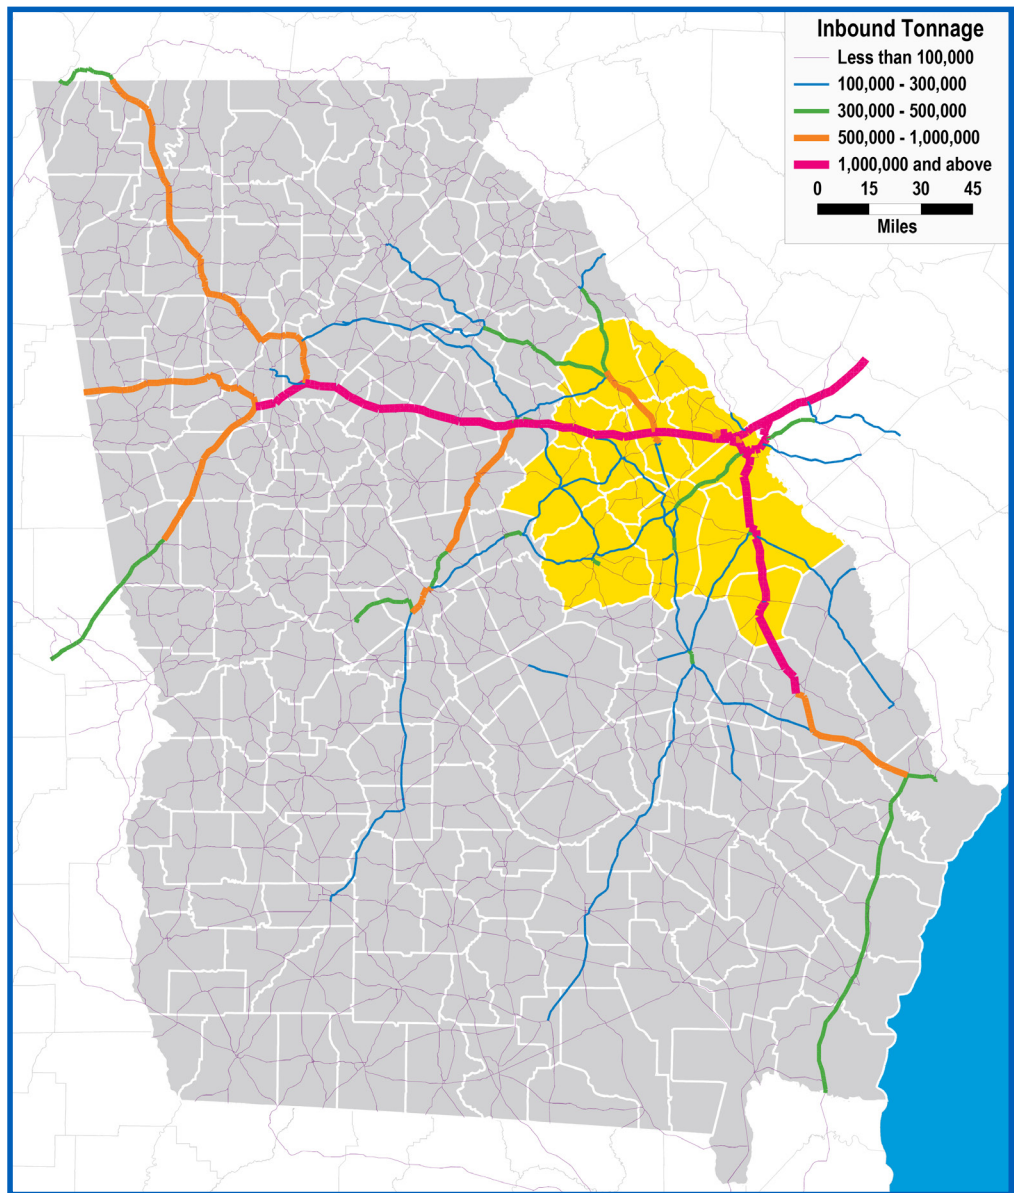 Inbound Tonnage
Less than 100,000
100,000 - 300,000
300,000 - 500,000
500,000 - 1,000,000
1,000,000 and above
0 15 30 45
Miles